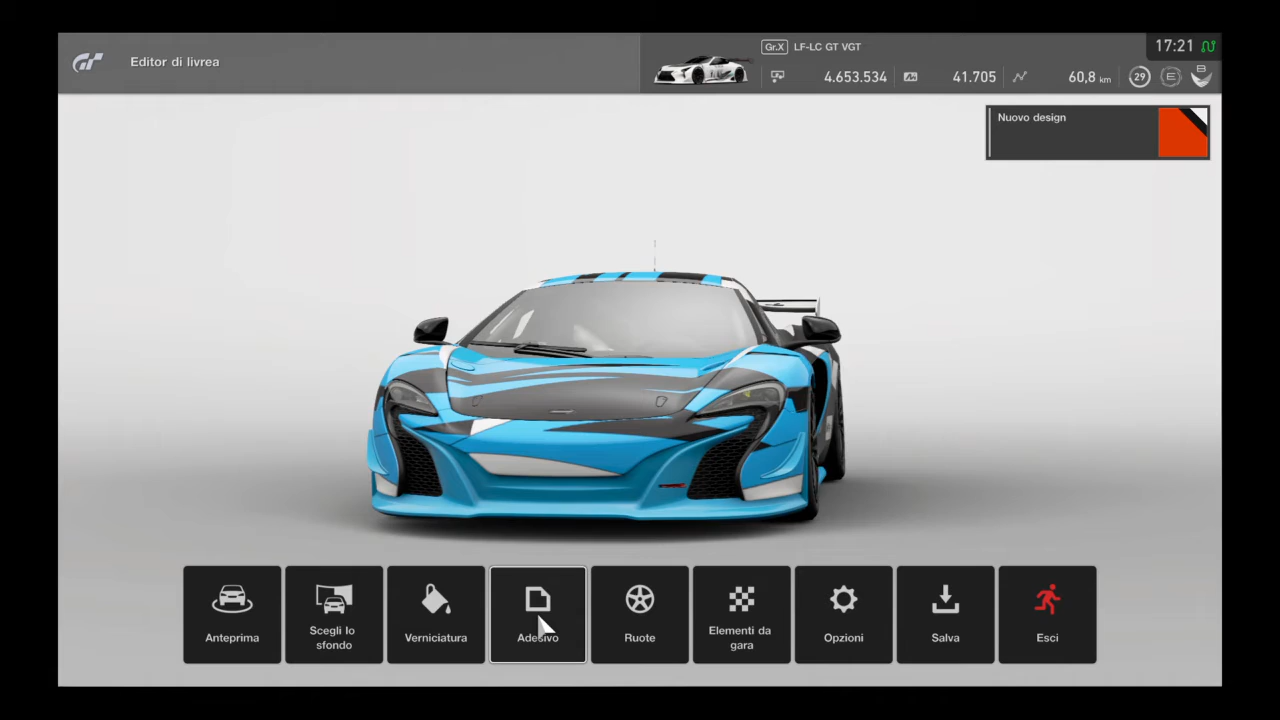 Editor di livrea
Gr.X LF-LC GT VGT
17:21
4.653.534
41.705
60,8 km
29
E
B
Nuovo design
Anteprima
Scegli lo
sfondo
Verniciatura
Adesivo
Ruote
Elementi da
gara
Opzioni
Salva
Esci